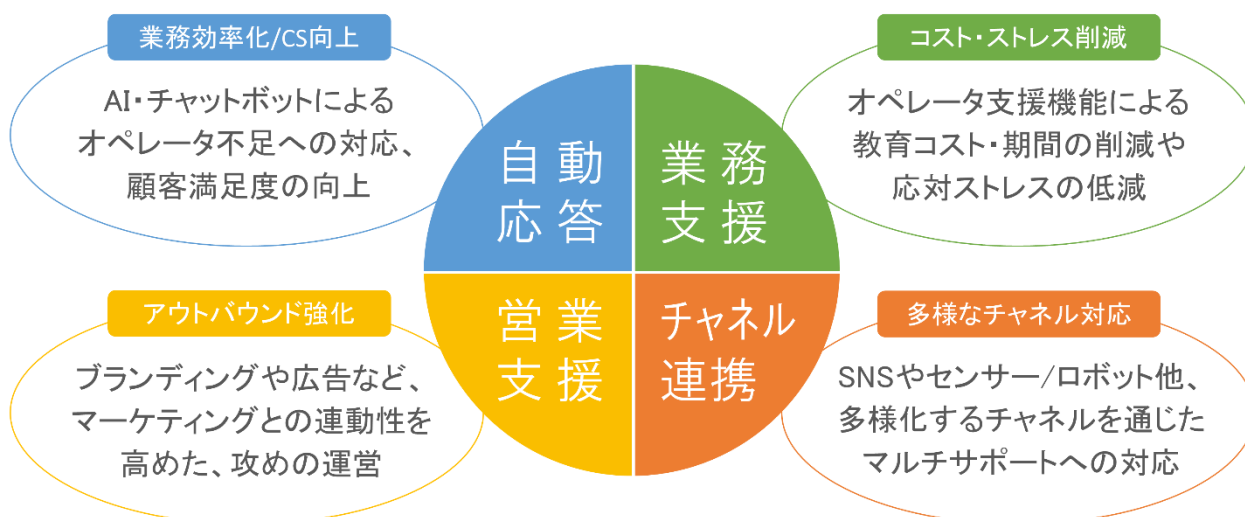 業務効率化/CS向上
AI・チャットボットによる
オペレータ不足への対応、
顧客満足度の向上
自動
応答
業務
支援
コスト・ストレス削減
オペレータ支援機能による
教育コスト・期間の削減や
応対ストレスの低減
アウトバウンド強化
ブランディングや広告など、
マーケティングとの連動性を
高めた、攻めの運営
営業
支援
チャネル
連携
多様なチャネル対応
SNSやセンサー/ロボット他、
多様化するチャネルを通じた
マルチサポートへの対応